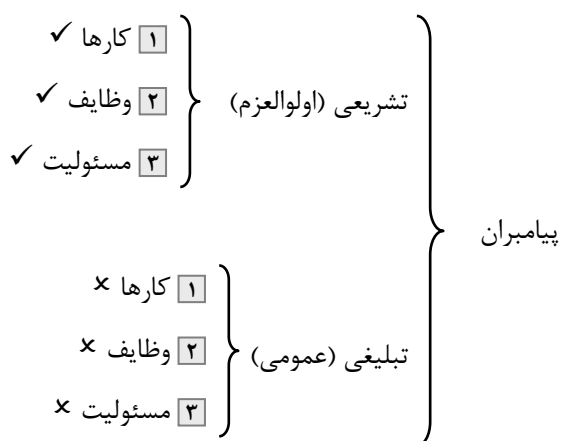 پیامبران
تشریعی (اولوالعزم)
۱ کارها ✓
۲ وظایف ✓
۳ مسئولیت ✓
تبلیغی (عمومی)
۱ کارها ×
۲ وظایف ×
۳ مسئولیت ×